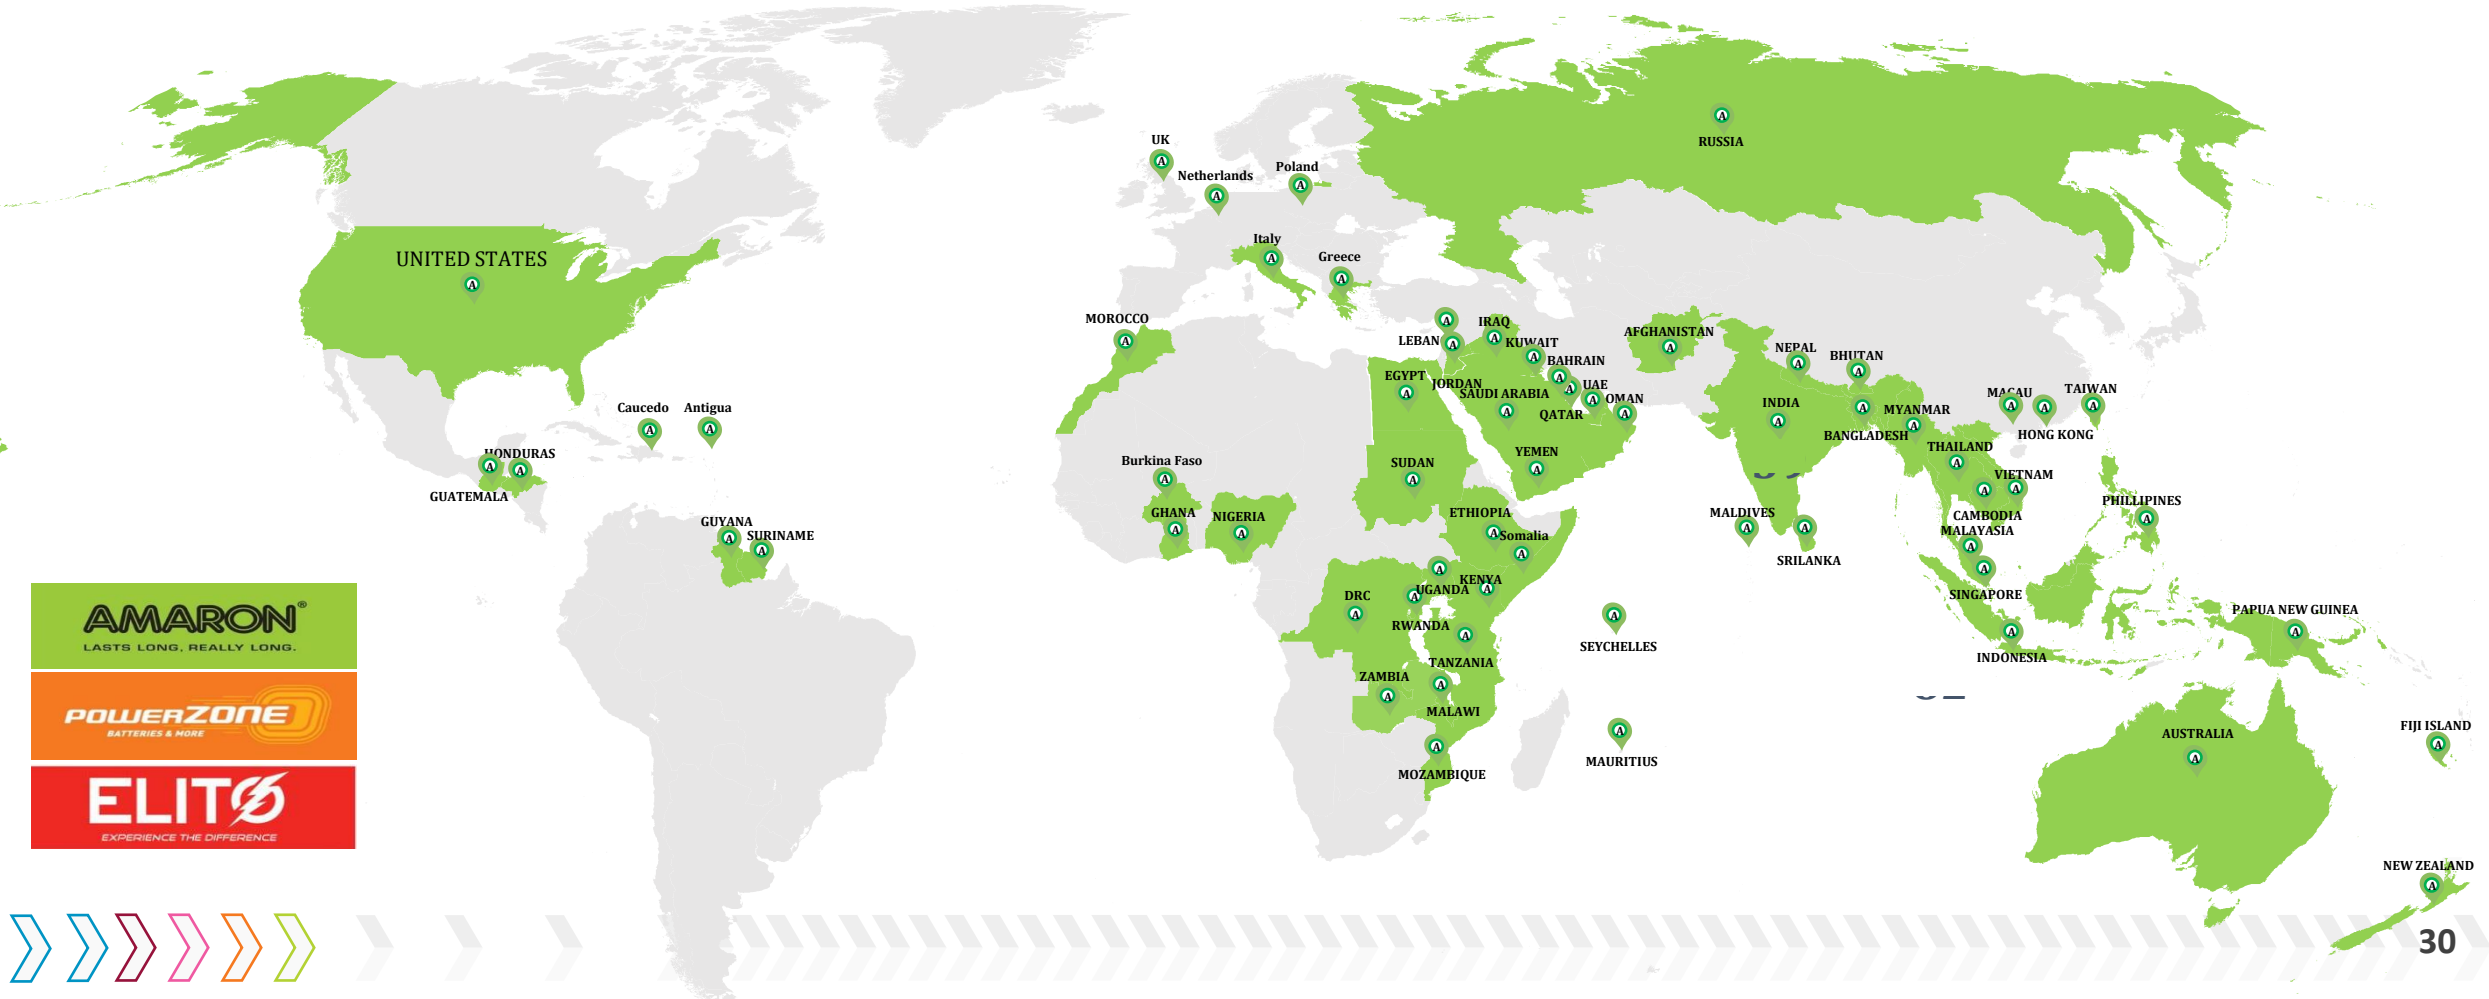 RUSSIA
UK
Netherlands
Poland
UNITED STATES
Italy
Greece
MOROCCO
LEBAN
IRAQ
KUWAIT
BAHRAIN
AFGHANISTAN
NEPAL
BHUTAN
EGYPT
JORDAN
SAUDI ARABIA
QATAR
UAE
OMAN
INDIA
BANGLADESH
MYANMAR
MACAU
TAIWAN
HONG KONG
THAILAND
Caucedo
Antigua
HONDURAS
GUATEMALA
Burkina Faso
SUDAN
YEMEN
VIETNAM
PHILLIPINES
GUYANA
SURINAME
GHANA
NIGERIA
ETHIOPIA
Somalia
MALDIVES
SRILANKA
CAMBODIA
MALAYASIA
SINGAPORE
DRC
UGANDA
KENYA
RWANDA
TANZANIA
SEYCHELLES
INDONESIA
PAPUA NEW GUINEA
ZAMBIA
MALAWI
MOZAMBIQUE
MAURITIUS
AUSTRALIA
FIJI ISLAND
NEW ZEALAND
AMARON®
LASTS LONG, REALLY LONG.
POWERZONE
BATTERIES & MORE
ELITO
EXPERIENCE THE DIFFERENCE
30